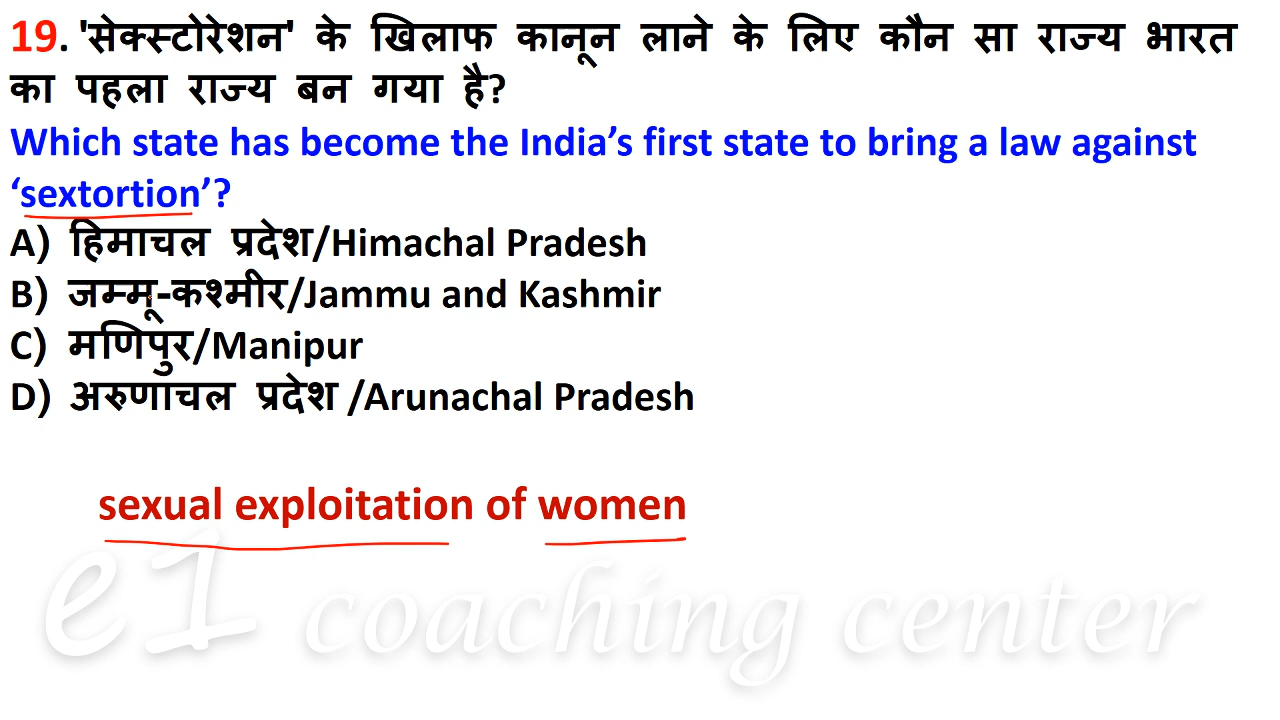 19. 'सेक्स्टोरेशन' के खिलाफ कानून लाने के लिए कौन सा राज्य भारत
का पहला राज्य बन गया है?
Which state has become the India’s first state to bring a law against
‘sextortion’?
A) हिमाचल प्रदेश/Himachal Pradesh
B) जम्मू-कश्मीर/Jammu and Kashmir
C) मणिपुर/Manipur
D) अरुणाचल प्रदेश /Arunachal Pradesh
sexual exploitation of women
e1 coaching center